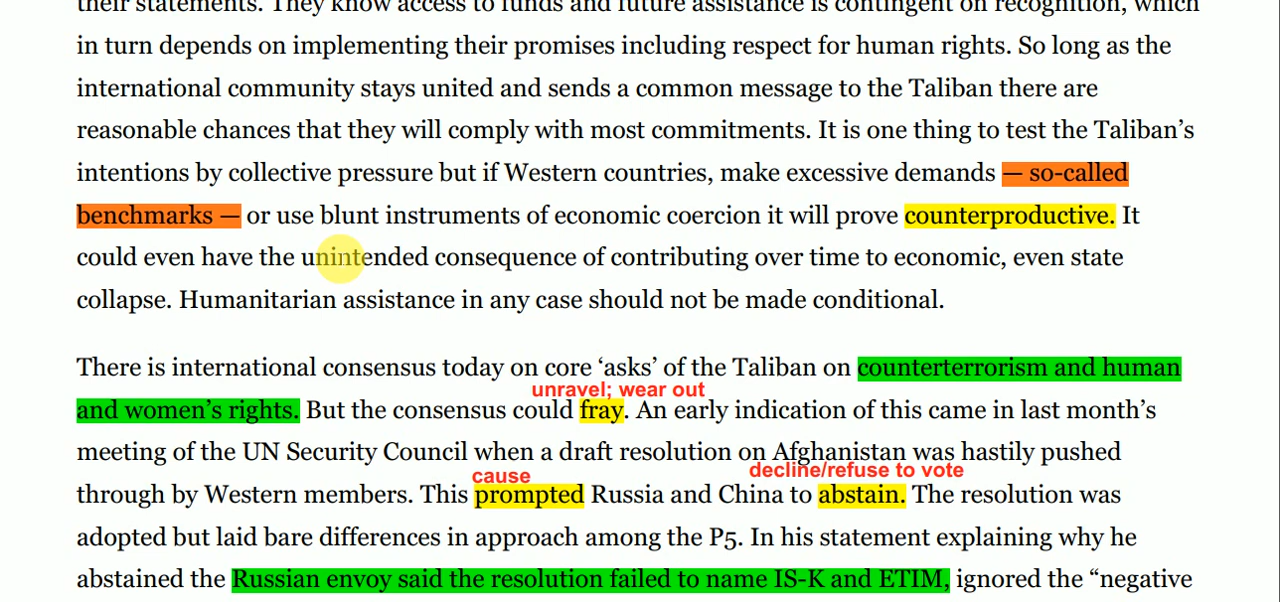 their statements. They know access to funds and future assistance is contingent on recognition, which
in turn depends on implementing their promises including respect for human rights. So long as the
international community stays united and sends a common message to the Taliban there are
reasonable chances that they will comply with most commitments. It is one thing to test the Taliban’s
intentions by collective pressure but if Western countries, make excessive demands — so-called
benchmarks — or use blunt instruments of economic coercion it will prove counterproductive. It
could even have the unintended consequence of contributing over time to economic, even state
collapse. Humanitarian assistance in any case should not be made conditional.
There is international consensus today on core ‘asks’ of the Taliban on counterterrorism and human
unravel; wear out
and women’s rights. But the consensus could fray. An early indication of this came in last month’s
meeting of the UN Security Council when a draft resolution on Afghanistan was hastily pushed
cause decline/refuse to vote
through by Western members. This prompted Russia and China to abstain. The resolution was
adopted but laid bare differences in approach among the P5. In his statement explaining why he
abstained the Russian envoy said the resolution failed to name IS-K and ETIM, ignored the “negative